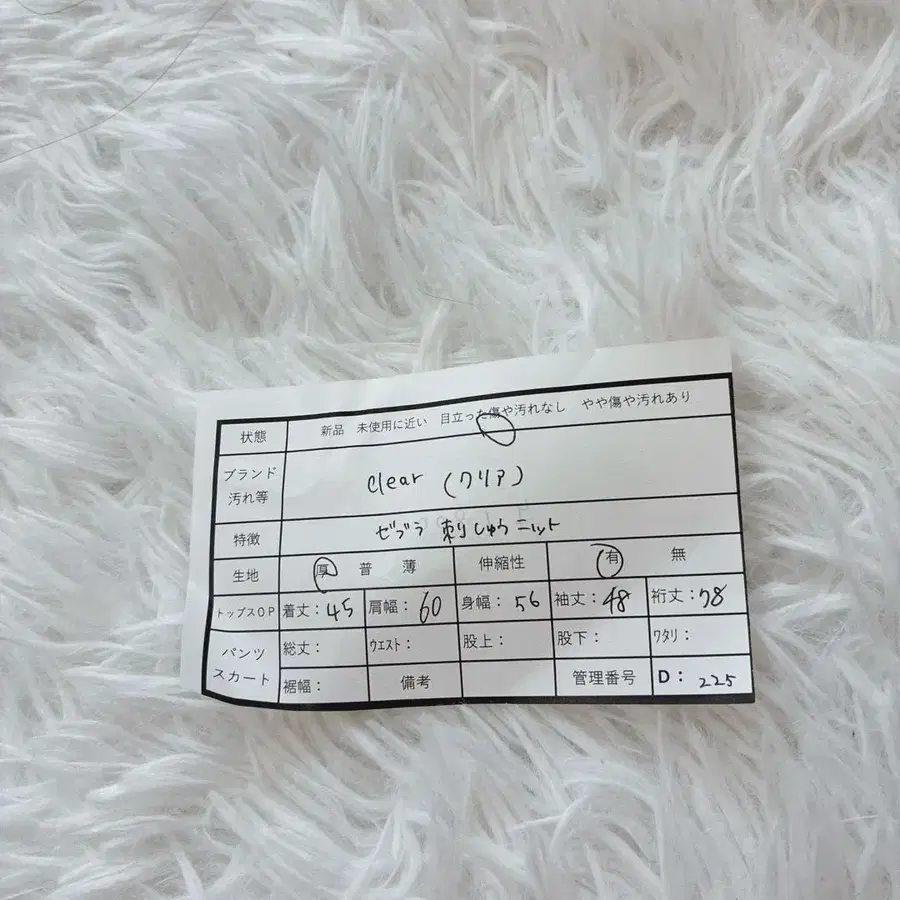 状態 新品 未使用に近い 目立った傷や汚れなし やや傷や汚れあり
ブランド
汚れ等 clear (クリア)
特徴 ゼブラ 刺しゅうニット
生地 厚 普 薄 伸縮性 有 無
トップスOP 着丈：45 肩幅：60 身幅：56 袖丈：48 裄丈：78
パンツ
スカート 総丈： ウエスト： 股上： 股下： ワタリ：
裾幅： 備考 管理番号 D：225